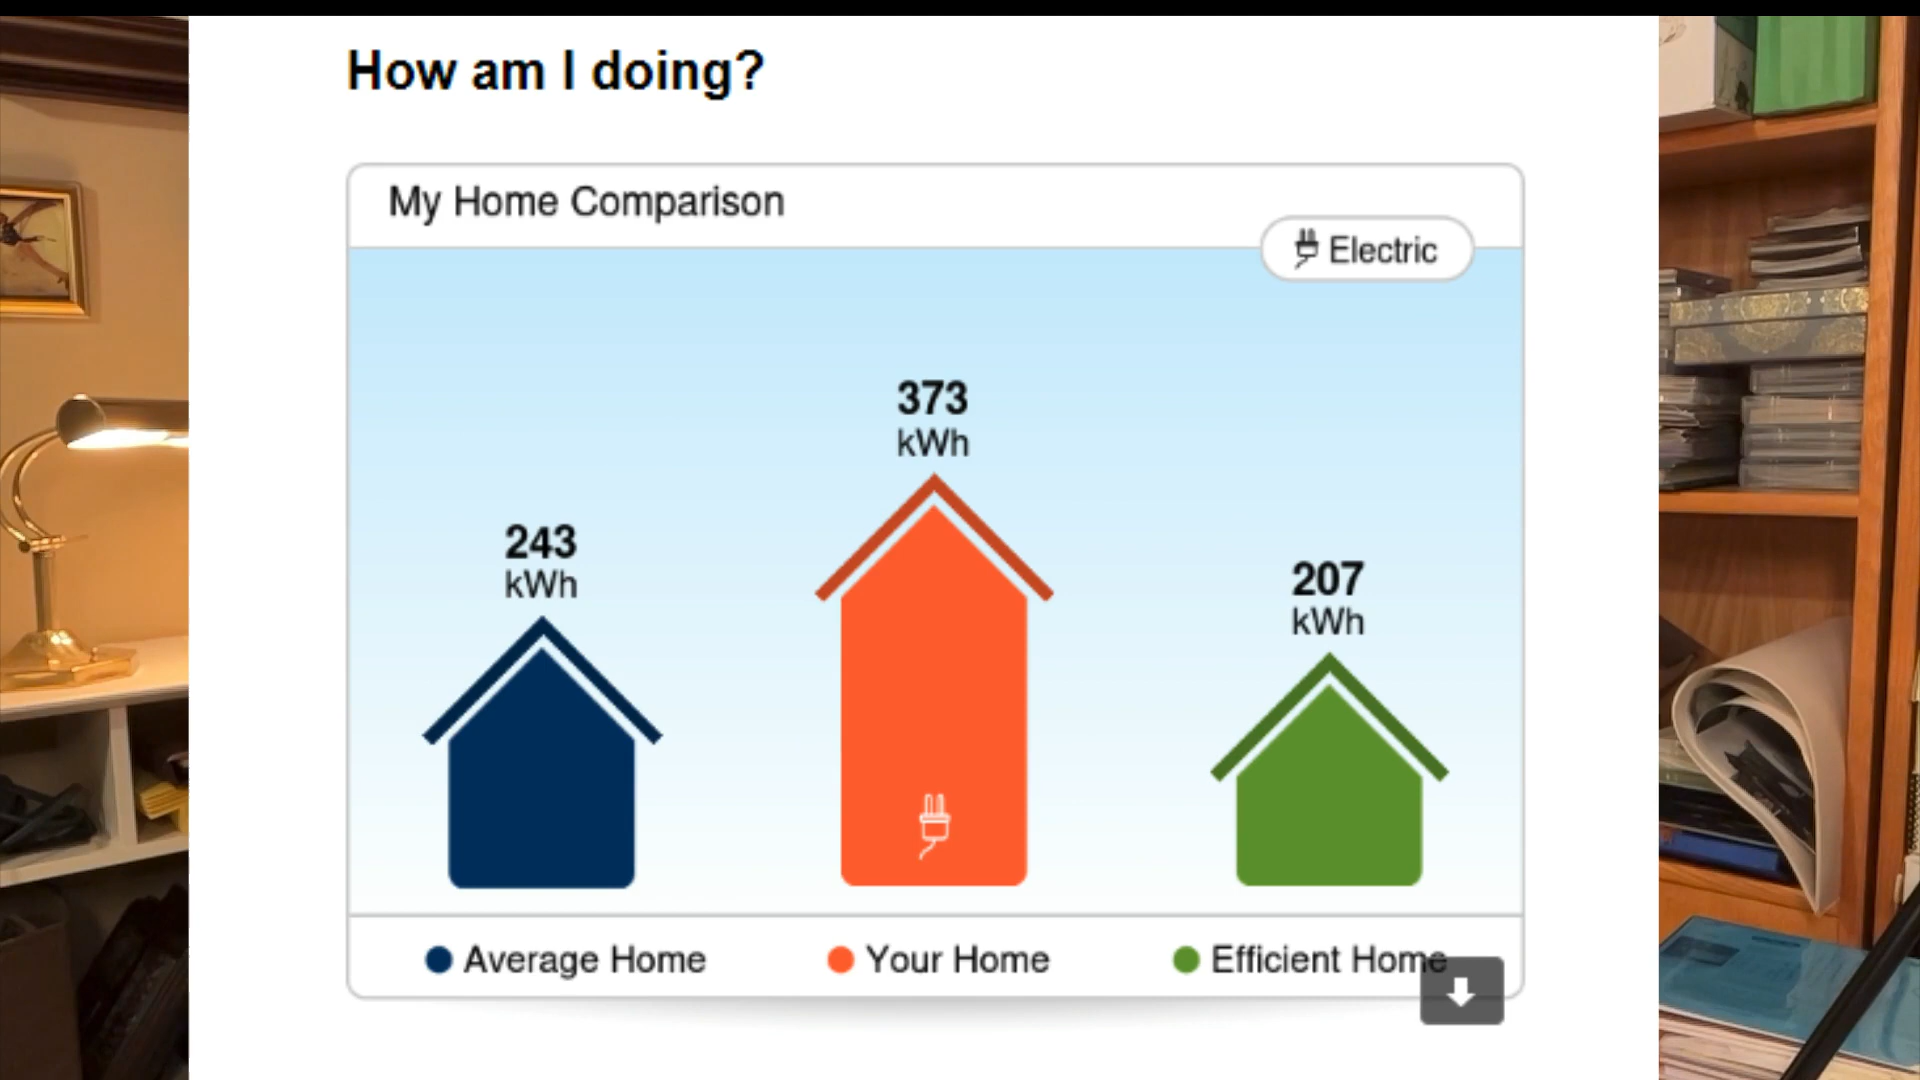 How am I doing?
My Home Comparison
Electric
373
kWh
243
kWh
207
kWh
Average Home
Your Home
Efficient Home